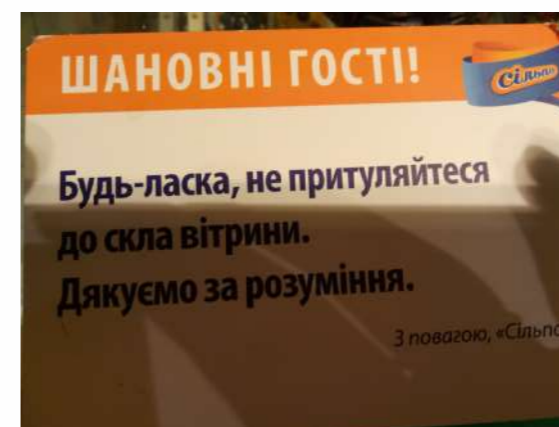 ШАНОВНІ ГОСТІ!
Сільпо
Будь-ласка, не притуляйтеся
до скла вітрини.
Дякуємо за розуміння.
З повагою, «Сільпо